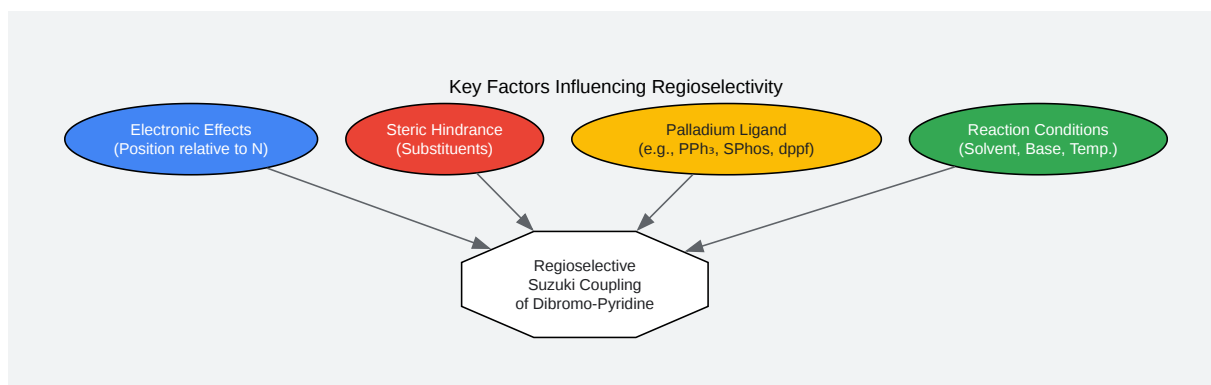 Key Factors Influencing Regioselectivity
Electronic Effects
(Position relative to N)
Steric Hindrance
(Substituents)
Palladium Ligand
(e.g., PPh₃, SPhos, dppf)
Reaction Conditions
(Solvent, Base, Temp.)
Regioselective
Suzuki Coupling
of Dibromo-Pyridine